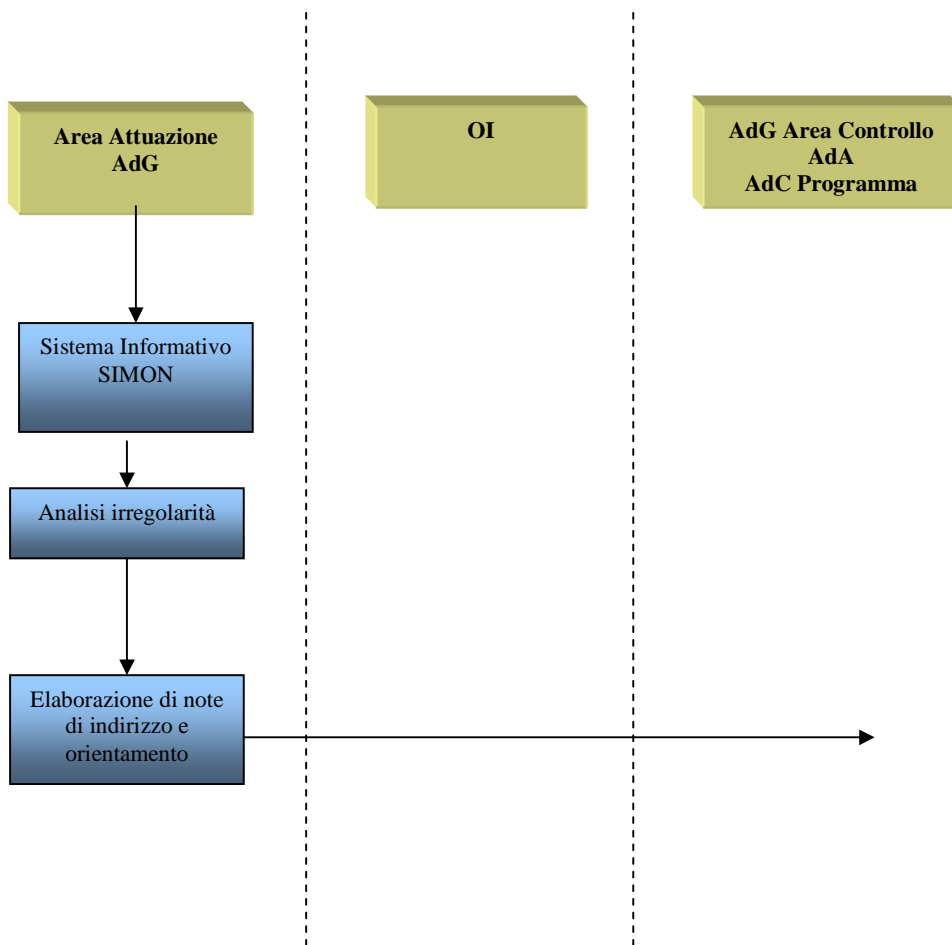 Area Attuazione
AdG
OI
AdG Area Controllo
AdA
AdC Programma
Sistema Informativo
SIMON
Analisi irregolarità
Elaborazione di note
di indirizzo e
orientamento